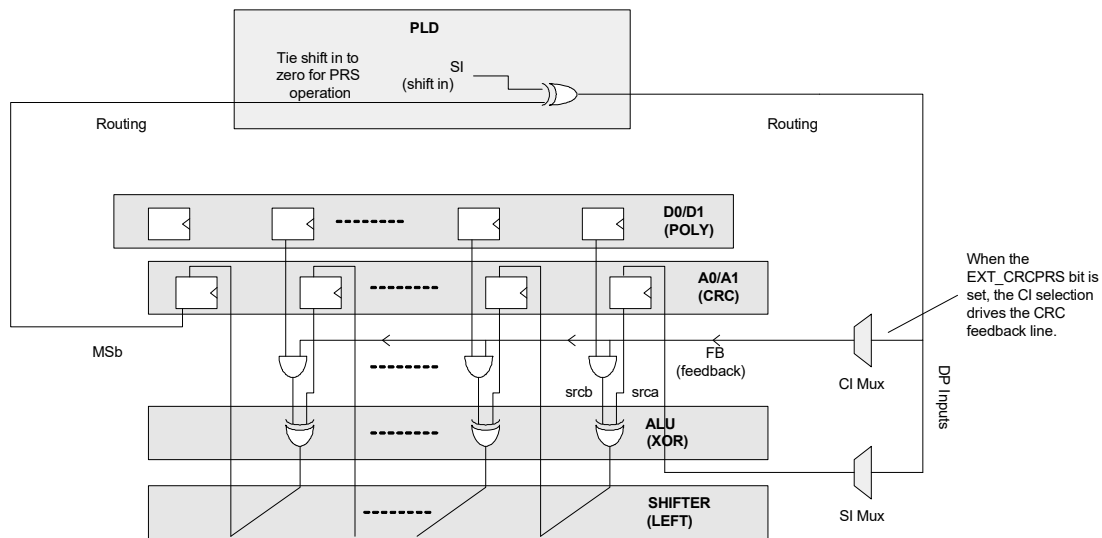 PLD
Tie shift in to
zero for PRS
operation
SI
(shift in)
Routing
Routing
D0/D1
(POLY)
A0/A1
(CRC)
When the
EXT_CRCPRS bit is
set, the CI selection
drives the CRC
feedback line.
MSb
FB
(feedback)
CI Mux
DP Inputs
srcb
srca
ALU
(XOR)
SHIFTER
(LEFT)
SI Mux